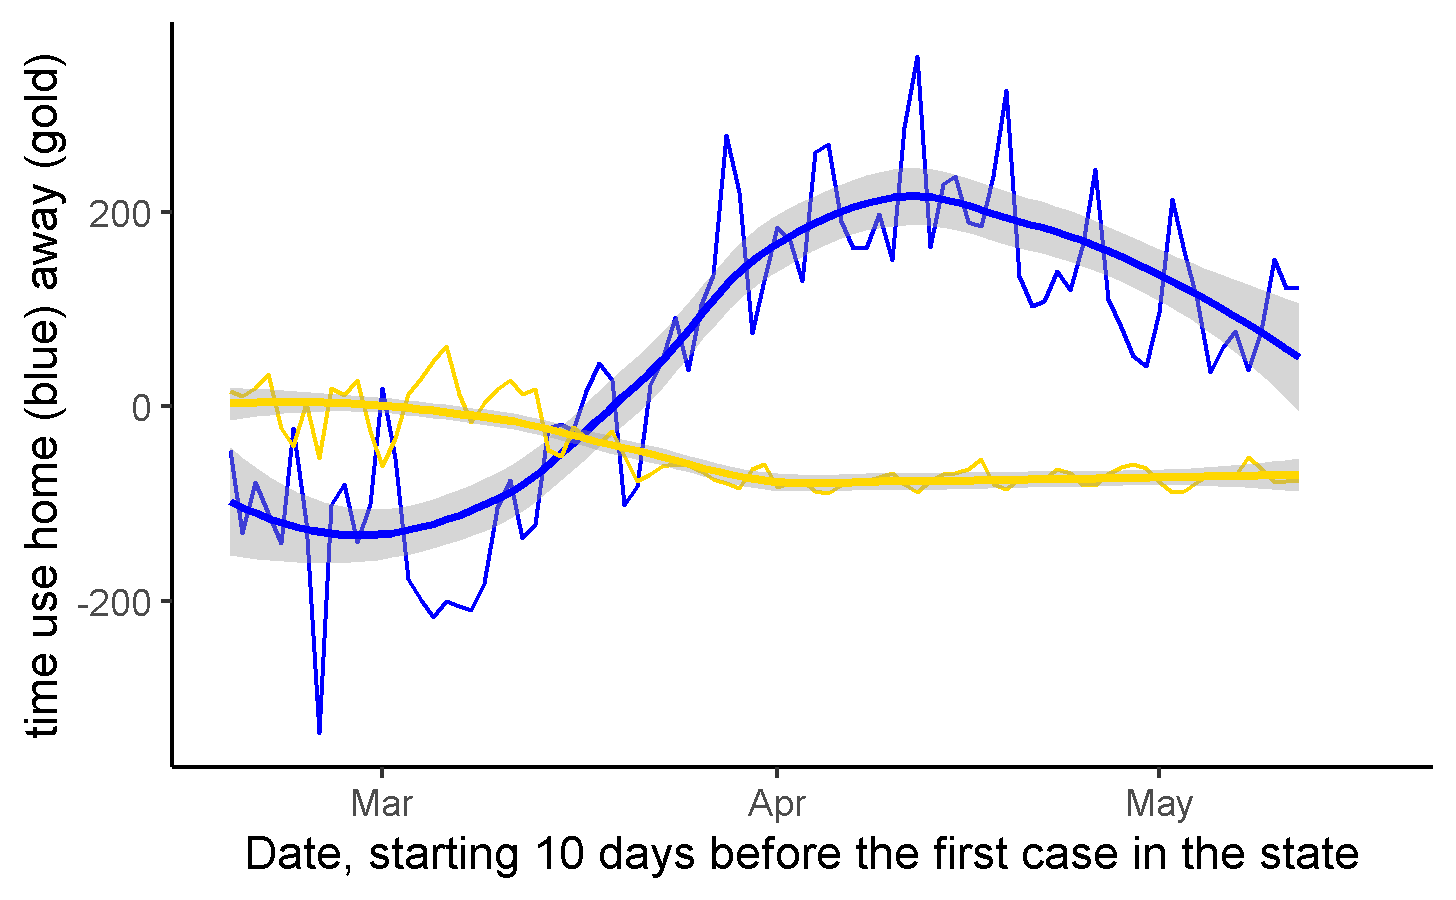 time use home (blue) away (gold)
200
0
-200
Mar
Apr
May
Date, starting 10 days before the first case in the state